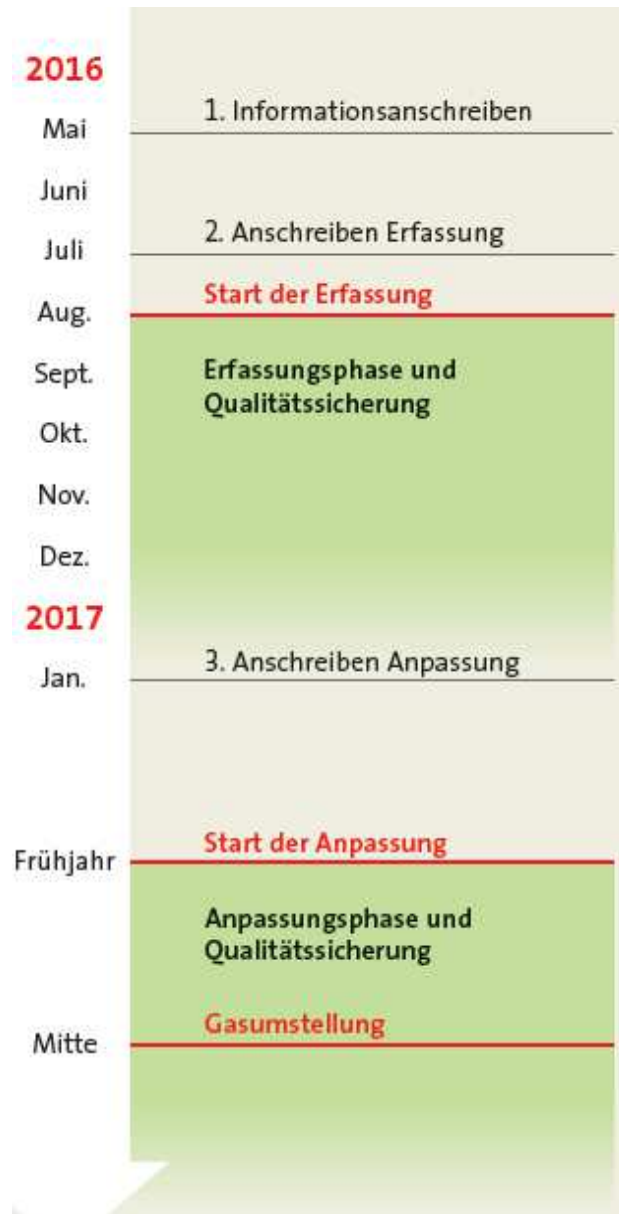 2016
1. Informationsanschreiben
Mai
Juni
2. Anschreiben Erfassung
Juli
Start der Erfassung
Aug.
Sept.
Erfassungsphase und
Qualitätssicherung
Okt.
Nov.
Dez.
2017
3. Anschreiben Anpassung
Jan.
Start der Anpassung
Frühjahr
Anpassungsphase und
Qualitätssicherung
Gasumstellung
Mitte